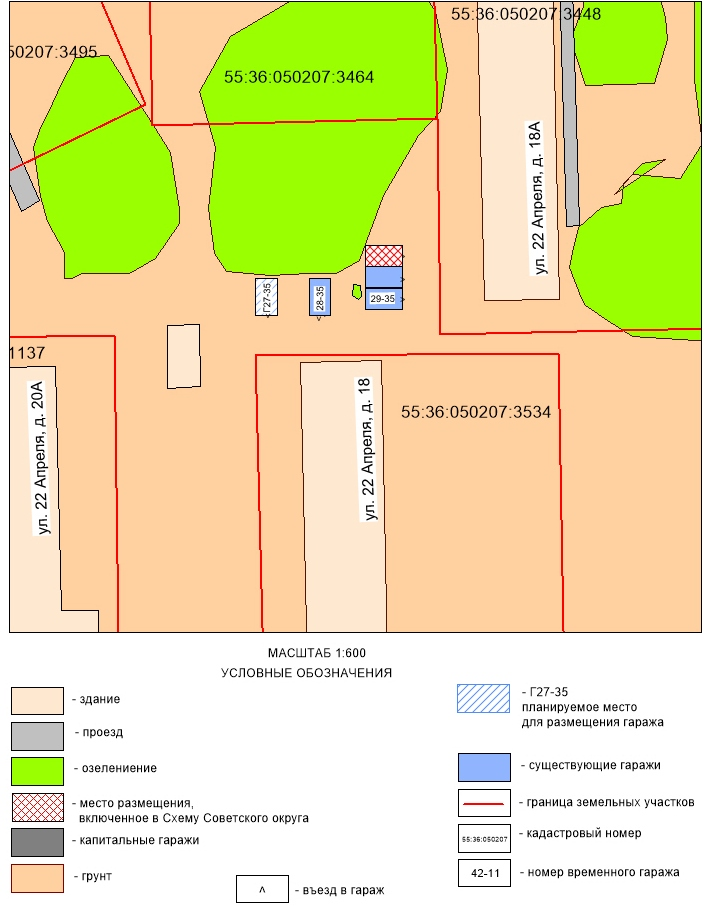 55:36:050207:3448
50207:3495
55:36:050207:3464
ул. 22 Апреля, д. 18А
Г27-35
28-35
29-35
1137
ул. 22 Апреля, д. 20А
ул. 22 Апреля, д. 18
55:36:050207:3534
МАСШТАБ 1:600
УСЛОВНЫЕ ОБОЗНАЧЕНИЯ
- здание
- проезд
- озеленениие
- место размещения,
включенное в Схему Советского округа
- капитальные гаражи
- грунт
^ - въезд в гараж
- Г27-35
планируемое место
для размещения гаража
- существующие гаражи
- граница земельных участков
55:36:050207 - кадастровый номер
42-11 - номер временного гаража